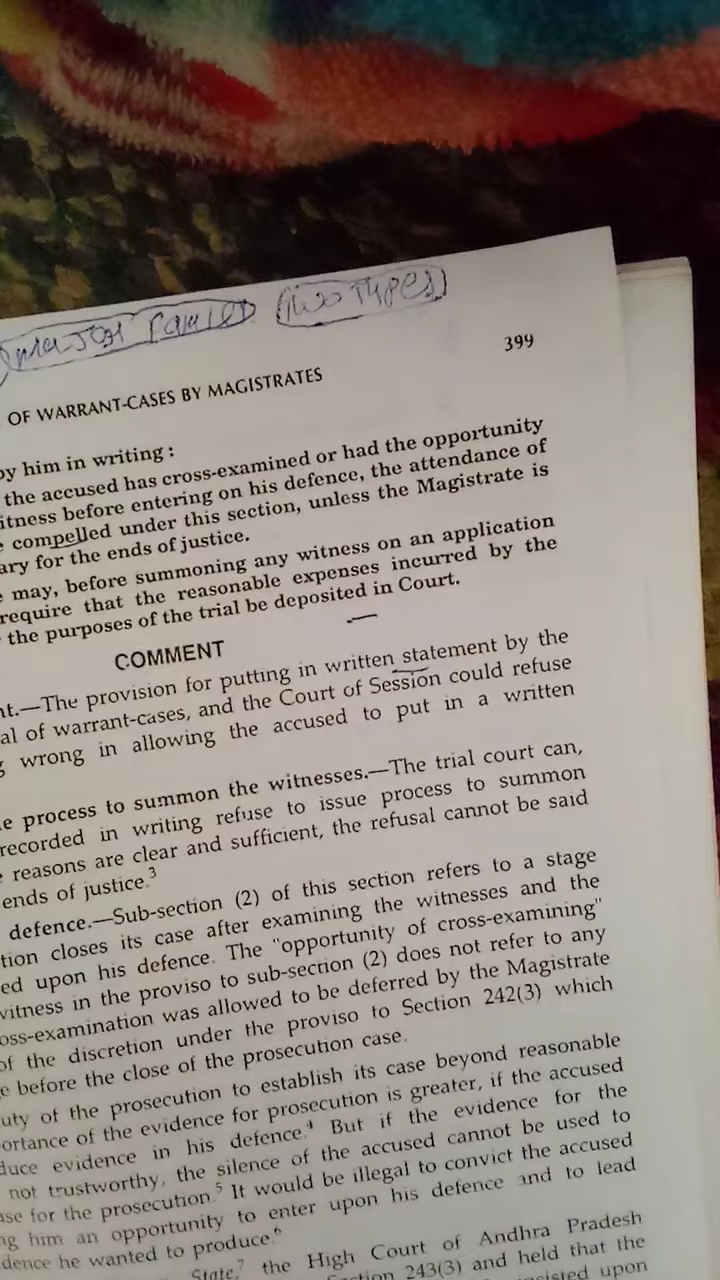 (Two Types)
399
OF WARRANT-CASES BY MAGISTRATES
by him in writing :
the accused has cross-examined or had the opportunity
itness before entering on his defence, the attendance of
e compelled under this section, unless the Magistrate is
ary for the ends of justice.
e may, before summoning any witness on an application
require that the reasonable expenses incurred by the
the purposes of the trial be deposited in Court.
COMMENT
nt.—The provision for putting in written statement by the
al of warrant-cases, and the Court of Session could refuse
g wrong in allowing the accused to put in a written
e process to summon the witnesses.—The trial court can,
recorded in writing refuse to issue process to summon
e reasons are clear and sufficient, the refusal cannot be said
ends of justice.3
defence.—Sub-section (2) of this section refers to a stage
tion closes its case after examining the witnesses and the
ed upon his defence. The "opportunity of cross-examining"
witness in the proviso to sub-section (2) does not refer to any
oss-examination was allowed to be deferred by the Magistrate
of the discretion under the proviso to Section 242(3) which
e before the close of the prosecution case.
uty of the prosecution to establish its case beyond reasonable
ortance of the evidence for prosecution is greater, if the accused
duce evidence in his defence.4 But if the evidence for the
not trustworthy, the silence of the accused cannot be used to
ase for the prosecution.5 It would be illegal to convict the accused
ng him an opportunity to enter upon his defence and to lead
dence he wanted to produce.6
State,7 the High Court of Andhra Pradesh
ction 243(3) and held that the
nsisted upon